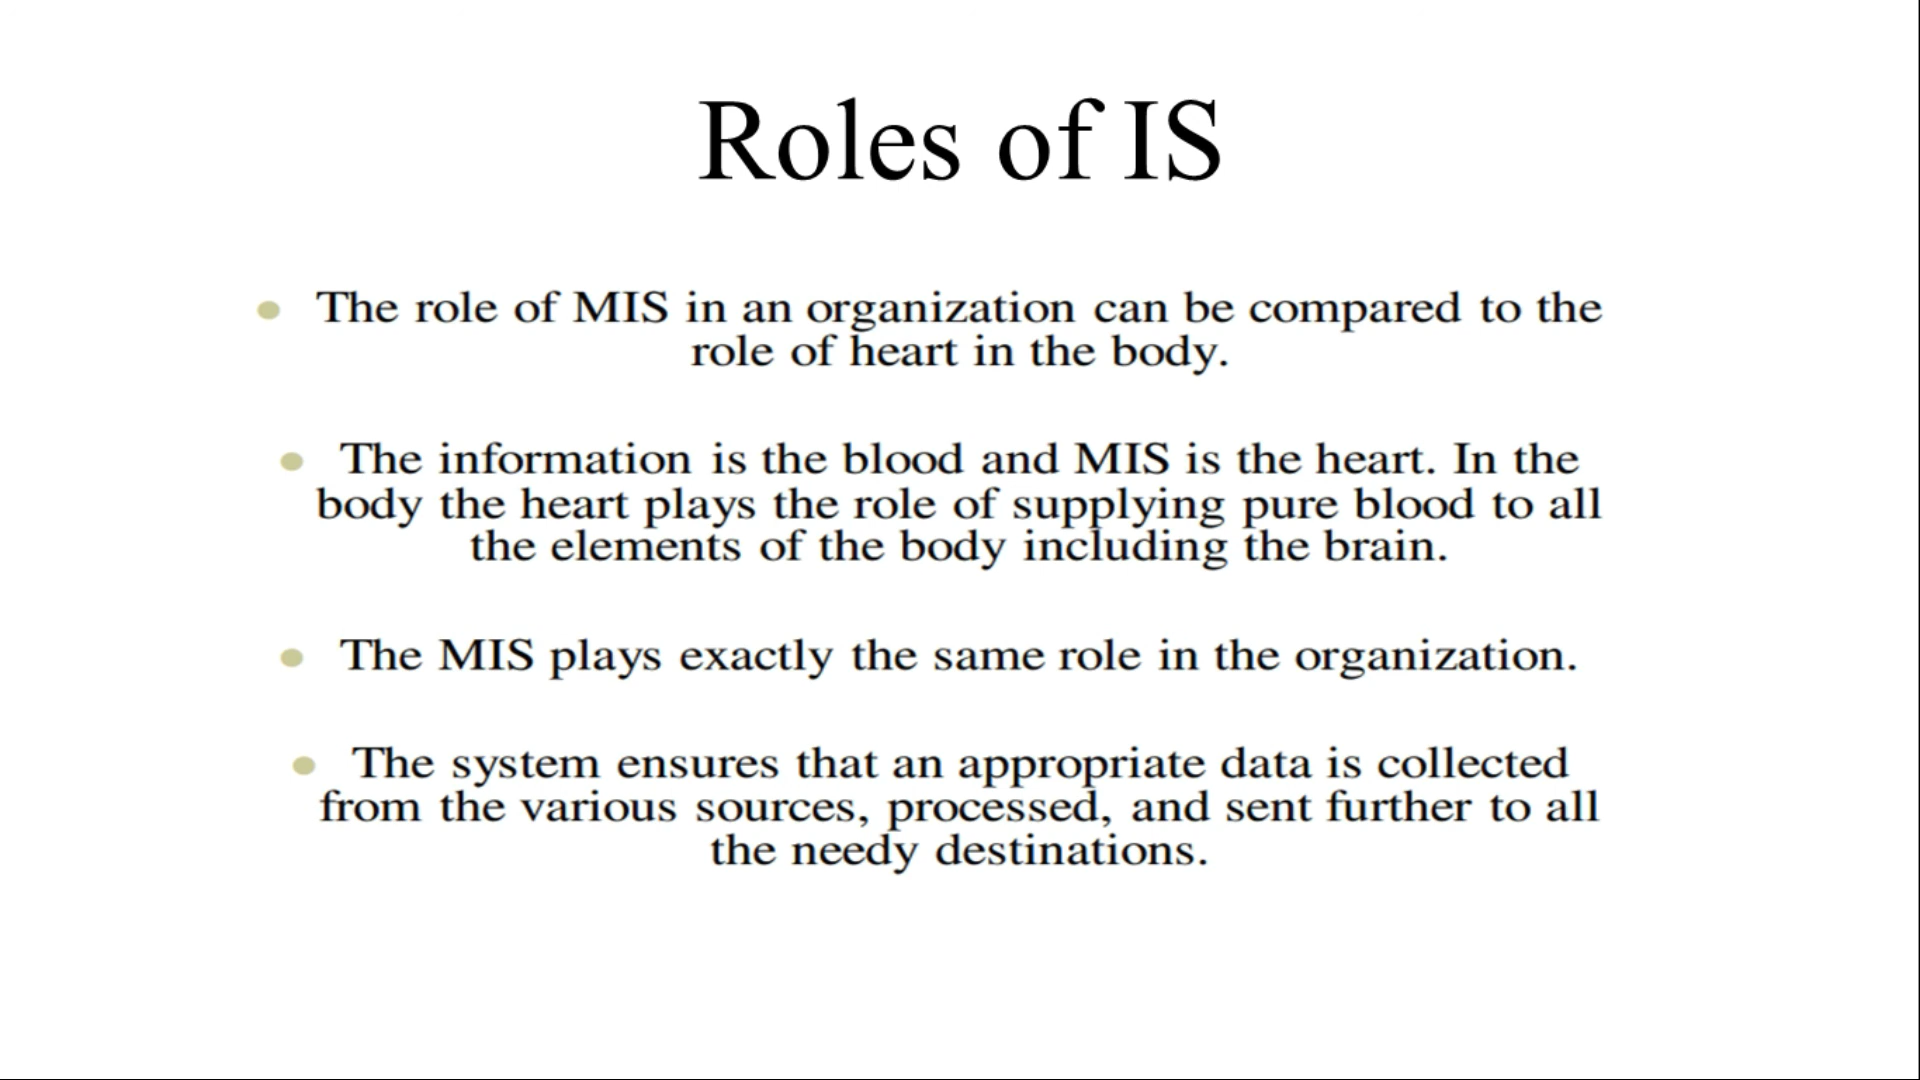 Roles of IS
The role of MIS in an organization can be compared to the
role of heart in the body.
The information is the blood and MIS is the heart. In the
body the heart plays the role of supplying pure blood to all
the elements of the body including the brain.
The MIS plays exactly the same role in the organization.
The system ensures that an appropriate data is collected
from the various sources, processed, and sent further to all
the needy destinations.